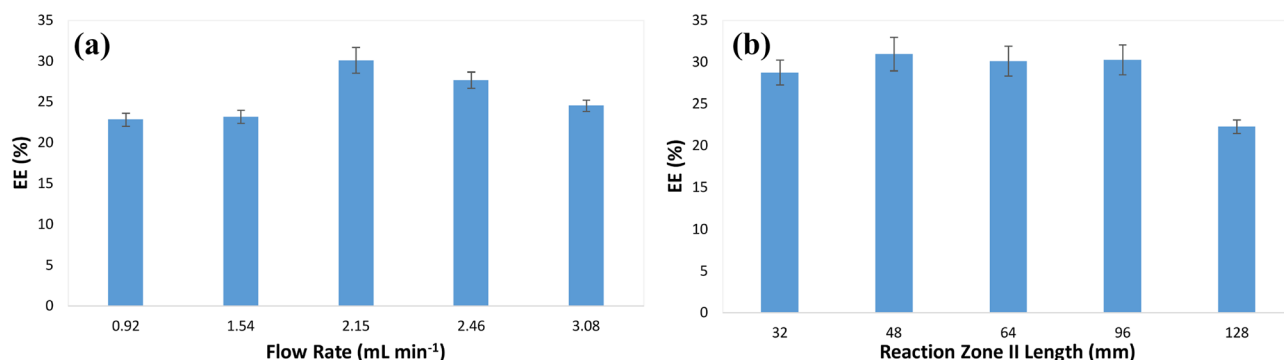 (a)
EE (%)
35
30
25
20
15
10
5
0
0.92 1.54 2.15 2.46 3.08
Flow Rate (mL min⁻¹)
(b)
EE (%)
35
30
25
20
15
10
5
0
32 48 64 96 128
Reaction Zone II Length (mm)